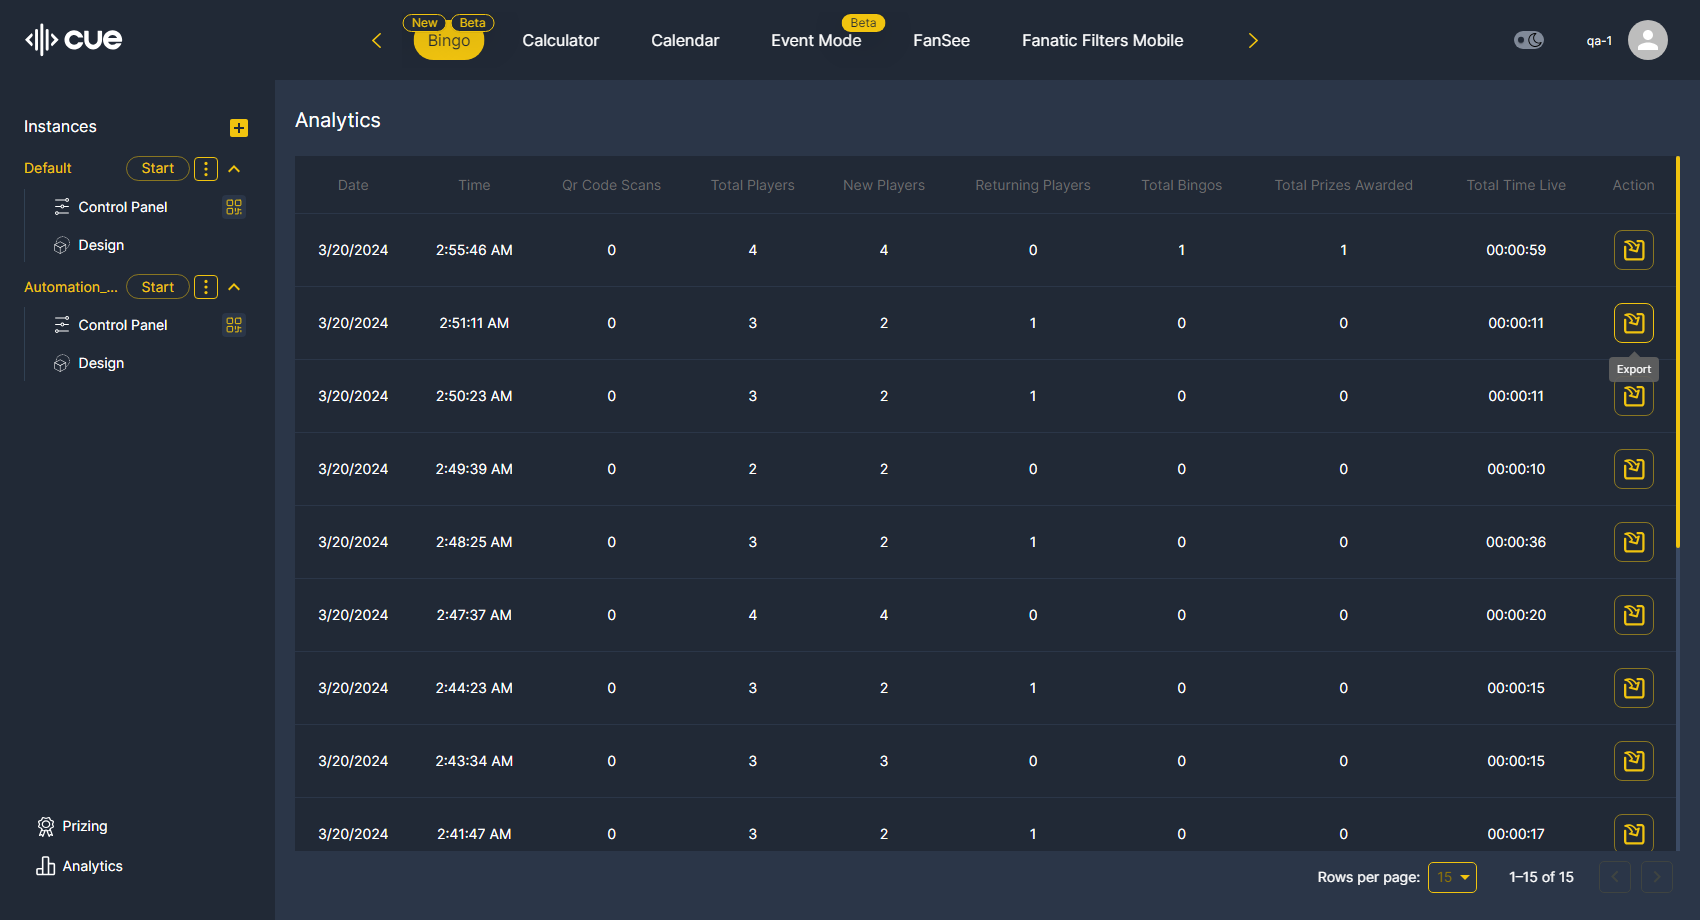 cue
New Beta Beta
Bingo Calculator Calendar Event Mode FanSee Fanatic Filters Mobile qa-1
Instances
Default Start
Control Panel
Design
Automation_... Start
Control Panel
Design
Prizing
Analytics
Analytics
Date Time Qr Code Scans Total Players New Players Returning Players Total Bingos Total Prizes Awarded Total Time Live Action
3/20/2024 2:55:46 AM 0 4 4 0 1 1 00:00:59
3/20/2024 2:51:11 AM 0 3 2 1 0 0 00:00:11
Export
3/20/2024 2:50:23 AM 0 3 2 1 0 0 00:00:11
3/20/2024 2:49:39 AM 0 2 2 0 0 0 00:00:10
3/20/2024 2:48:25 AM 0 3 2 1 0 0 00:00:36
3/20/2024 2:47:37 AM 0 4 4 0 0 0 00:00:20
3/20/2024 2:44:23 AM 0 3 2 1 0 0 00:00:15
3/20/2024 2:43:34 AM 0 3 3 0 0 0 00:00:15
3/20/2024 2:41:47 AM 0 3 2 1 0 0 00:00:17
Rows per page: 15 1–15 of 15